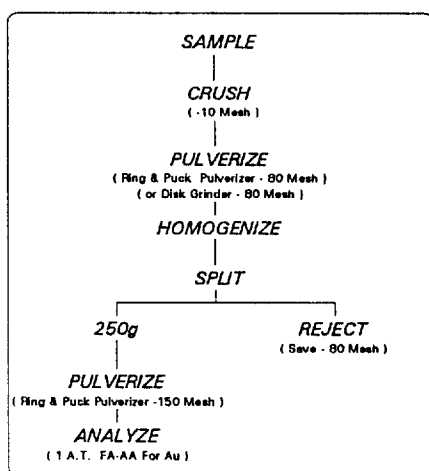 SAMPLE
CRUSH
( -10 Mesh )
PULVERIZE
( Ring & Puck Pulverizer - 80 Mesh )
( or Disk Grinder - 80 Mesh )
HOMOGENIZE
SPLIT
250g
REJECT
( Save - 80 Mesh )
PULVERIZE
( Ring & Puck Pulverizer -150 Mesh )
ANALYZE
( 1 A.T. FA-AA For Au )